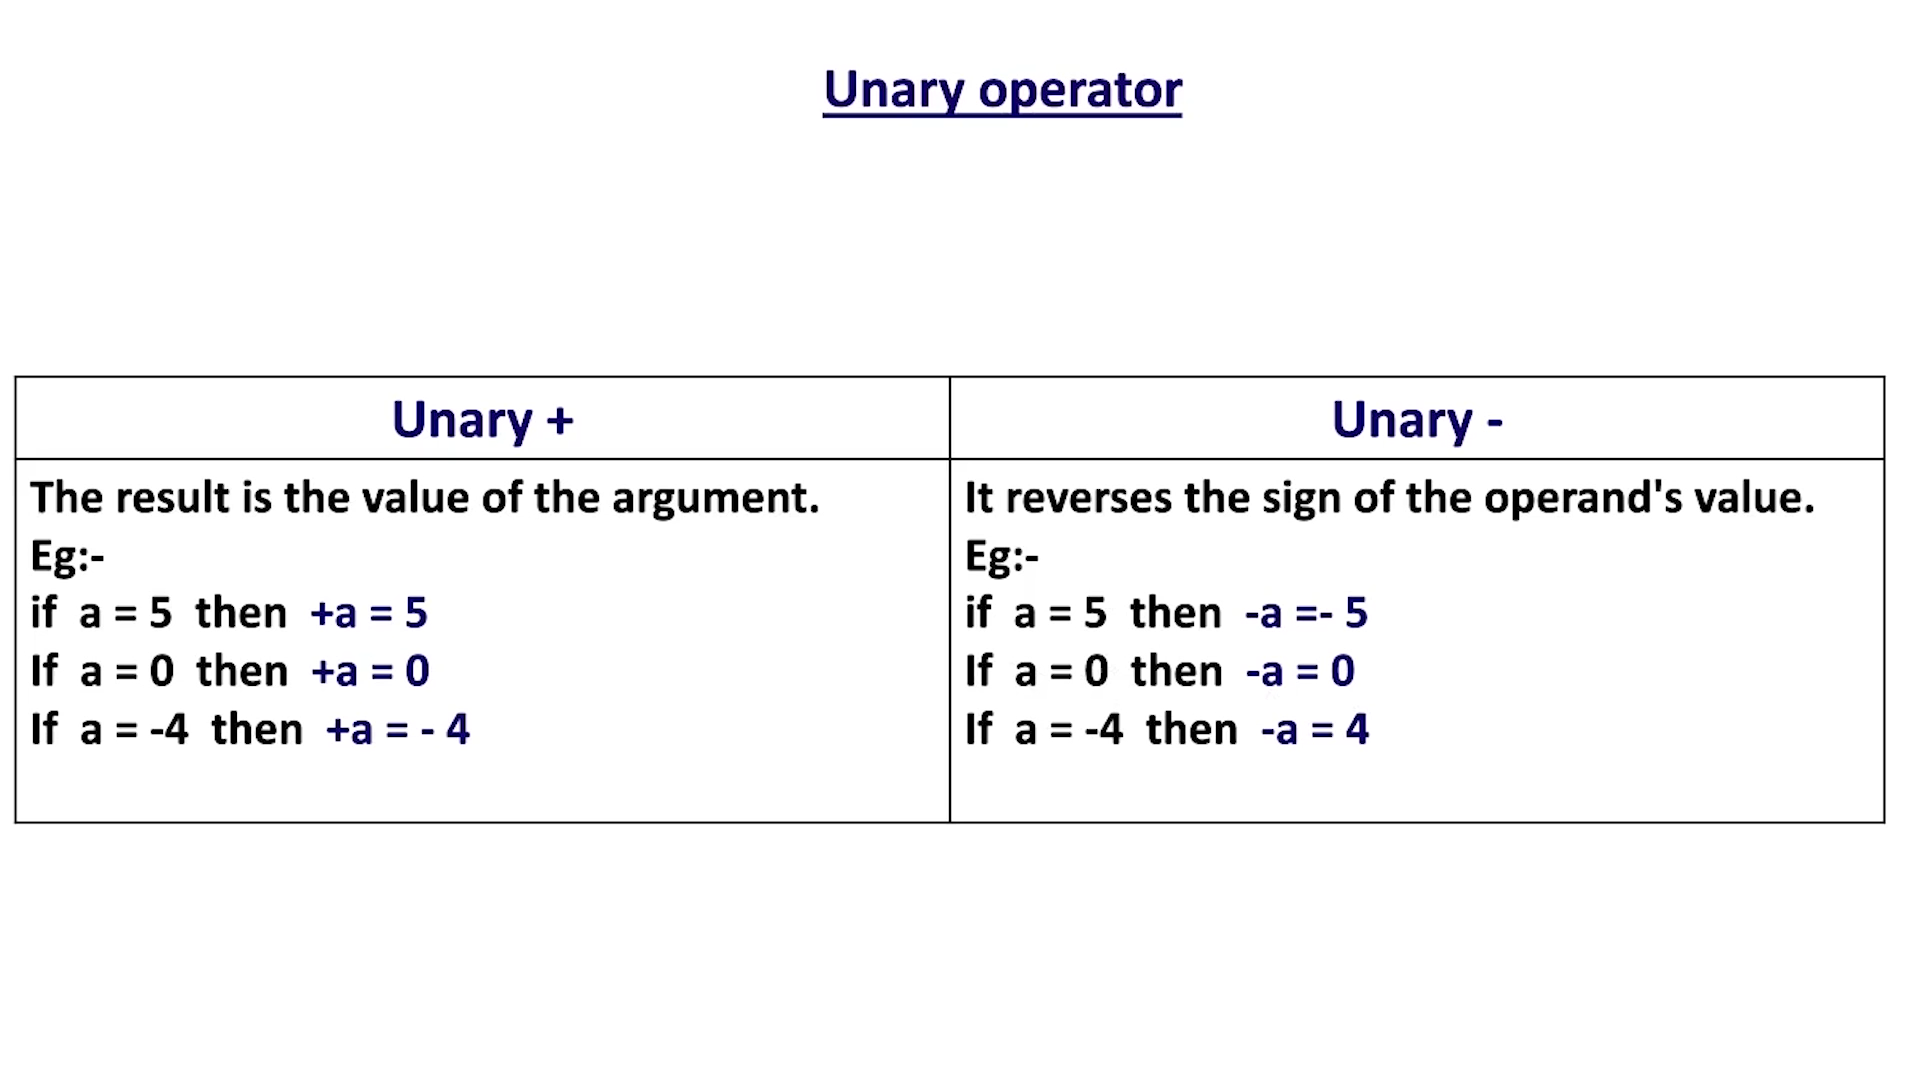 Unary operator
Unary +
The result is the value of the argument.
Eg:-
if a = 5 then +a = 5
If a = 0 then +a = 0
If a = -4 then +a = - 4
Unary -
It reverses the sign of the operand's value.
Eg:-
if a = 5 then -a =- 5
If a = 0 then -a = 0
If a = -4 then -a = 4